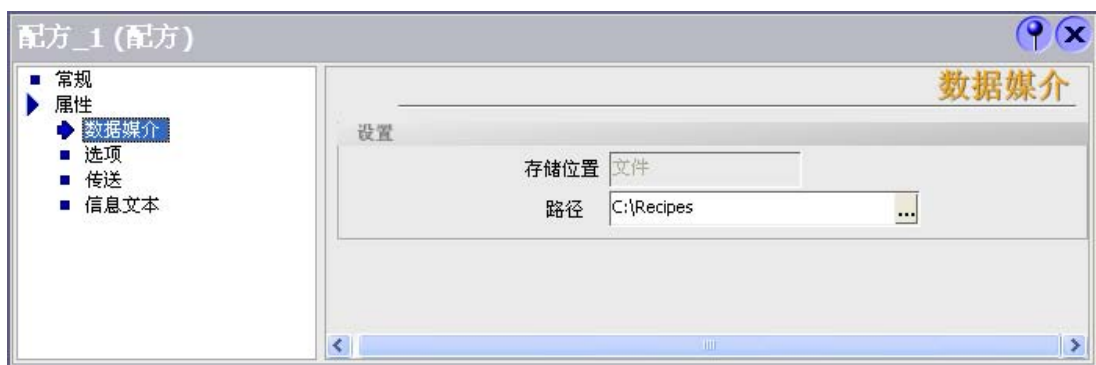 配方_1 (配方)
常规
属性
数据媒介
选项
传送
信息文本
数据媒介
设置
存储位置 文件
路径 C:\Recipes ...